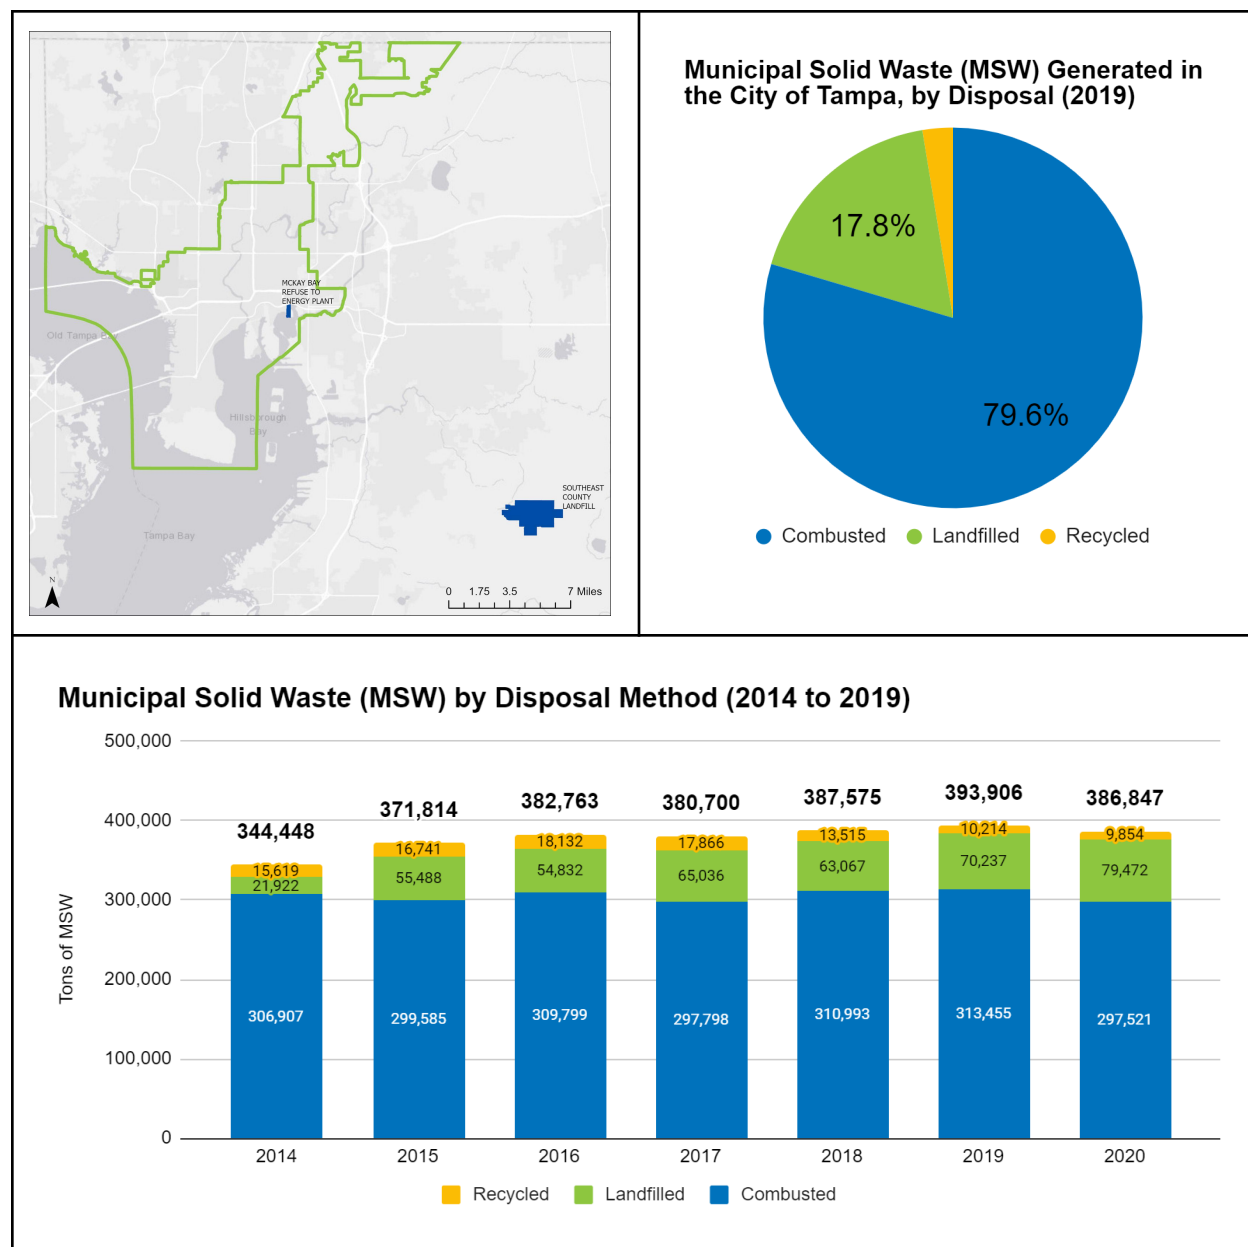 MCKAY BAY
REFUSE TO
ENERGY PLANT
Old Tampa Bay
Hillsborough
Bay
SOUTHEAST
COUNTY
LANDFILL
Tampa Bay
N
0 1.75 3.5 7 Miles
Municipal Solid Waste (MSW) Generated in
the City of Tampa, by Disposal (2019)
17.8%
79.6%
Combusted Landfilled Recycled
Municipal Solid Waste (MSW) by Disposal Method (2014 to 2019)
Tons of MSW
500,000
400,000
300,000
200,000
100,000
0
344,448 371,814 382,763 380,700 387,575 393,906 386,847
15,619 16,741 18,132 17,866 13,515 10,214 9,854
21,922 55,488 54,832 65,036 63,067 70,237 79,472
306,907 299,585 309,799 297,798 310,993 313,455 297,521
2014 2015 2016 2017 2018 2019 2020
Recycled Landfilled Combusted